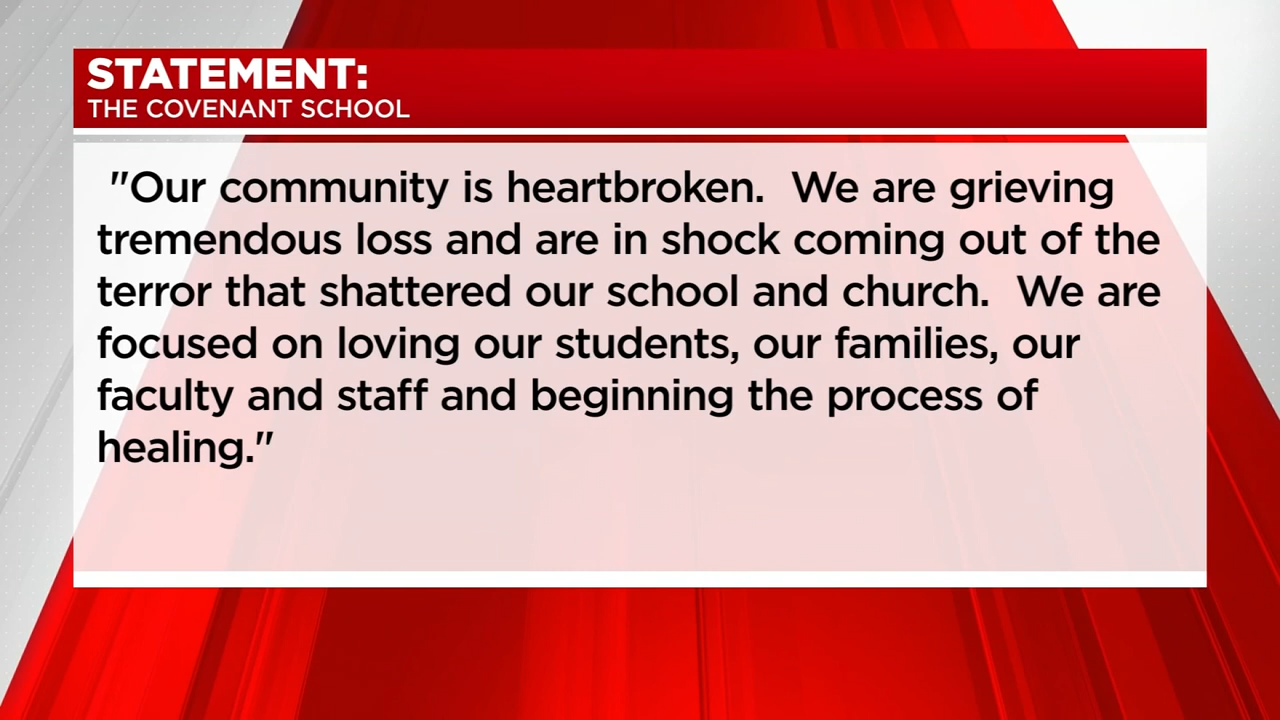 STATEMENT:
THE COVENANT SCHOOL
"Our community is heartbroken.  We are grieving
tremendous loss and are in shock coming out of the
terror that shattered our school and church.  We are
focused on loving our students, our families, our
faculty and staff and beginning the process of
healing."